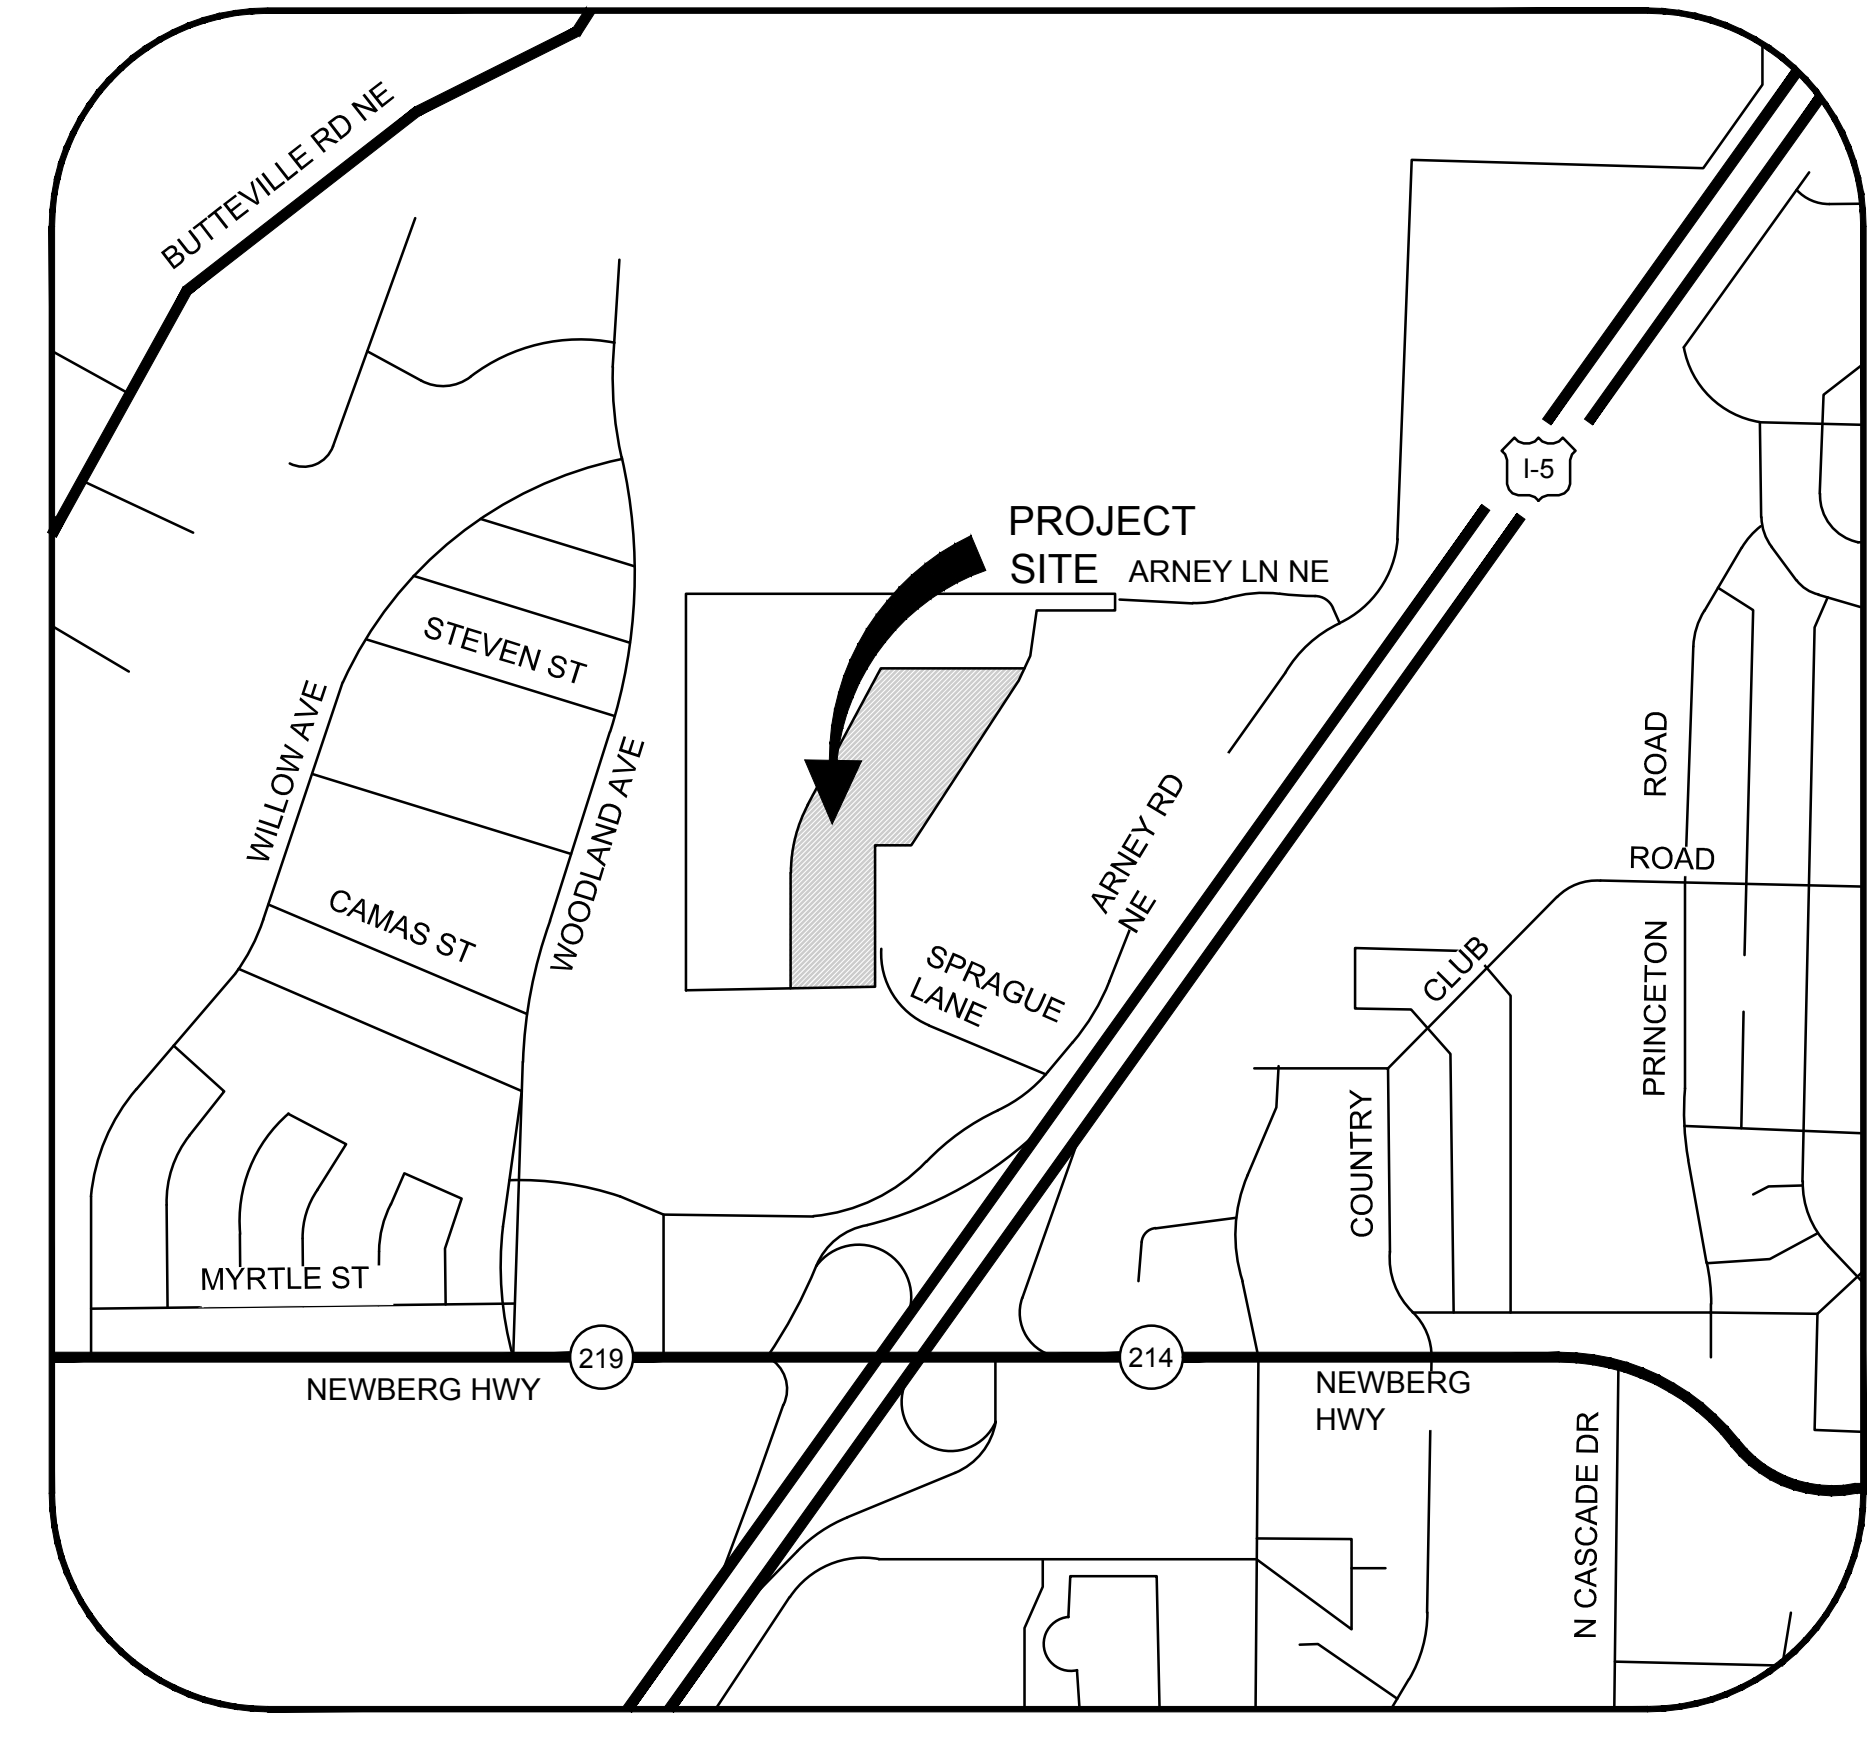 BUTTEVILLE RD NE
I-5
PROJECT
SITE
ARNEY LN NE
STEVEN ST
WILLOW AVE
WOODLAND AVE
ROAD
ARNEY RD
NE
ROAD
CAMAS ST
SPRAGUE
LANE
CLUB
PRINCETON
COUNTRY
MYRTLE ST
219
214
NEWBERG HWY
NEWBERG
HWY
N CASCADE DR